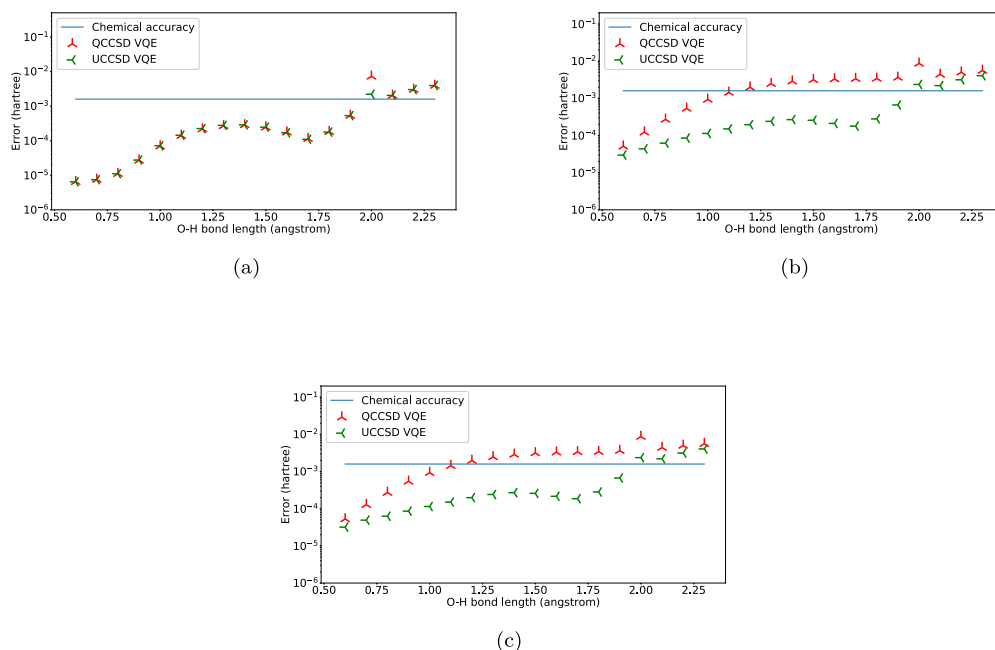 Chemical accuracy
QCCSD VQE
UCCSD VQE
Error (hartree)
10⁻¹
10⁻²
10⁻³
10⁻⁴
10⁻⁵
10⁻⁶
0.50 0.75 1.00 1.25 1.50 1.75 2.00 2.25
O-H bond length (angstrom)
(a)
Chemical accuracy
QCCSD VQE
UCCSD VQE
Error (hartree)
10⁻¹
10⁻²
10⁻³
10⁻⁴
10⁻⁵
10⁻⁶
0.50 0.75 1.00 1.25 1.50 1.75 2.00 2.25
O-H bond length (angstrom)
(b)
Chemical accuracy
QCCSD VQE
UCCSD VQE
Error (hartree)
10⁻¹
10⁻²
10⁻³
10⁻⁴
10⁻⁵
10⁻⁶
0.50 0.75 1.00 1.25 1.50 1.75 2.00 2.25
O-H bond length (angstrom)
(c)